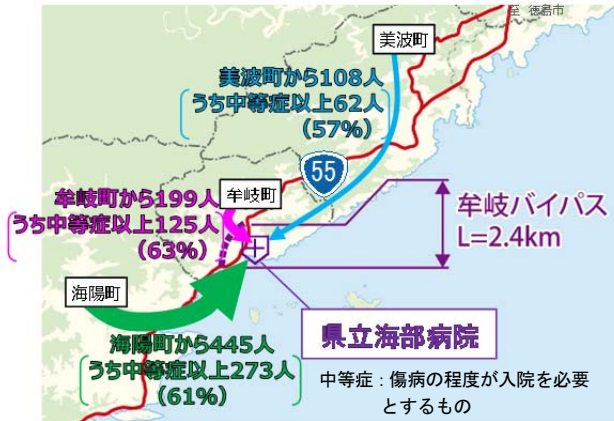 至 徳島市
美波町
美波町から108人
うち中等症以上62人
(57%)
55
牟岐町から199人
牟岐町
うち中等症以上125人
(63%)
牟岐バイパス
L=2.4km
海陽町
県立海部病院
海陽町から445人
うち中等症以上273人
(61%)
中等症：傷病の程度が入院を必要
とするもの